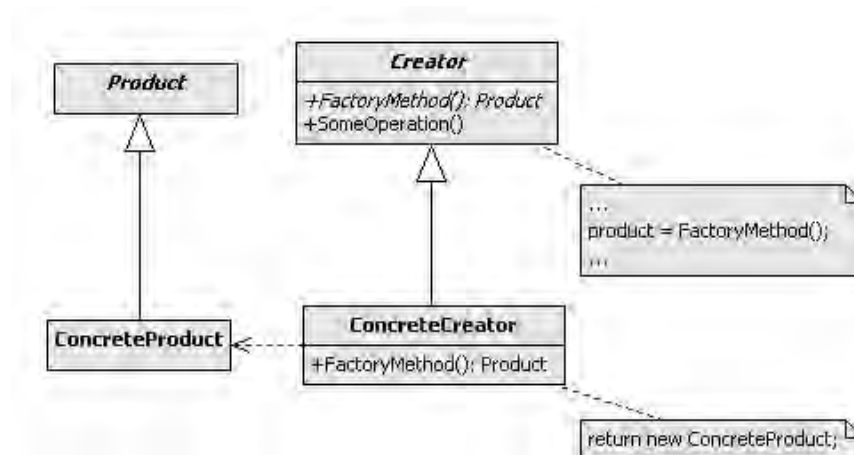 Product
Creator
+FactoryMethod(): Product
+SomeOperation()
...
product = FactoryMethod();
...
ConcreteProduct
ConcreteCreator
+FactoryMethod(): Product
return new ConcreteProduct;